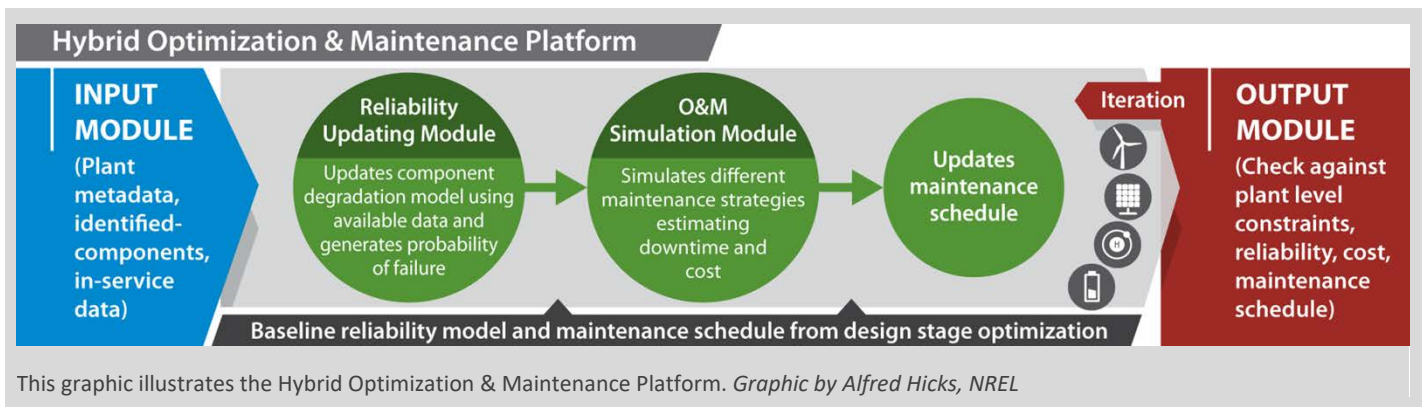 Hybrid Optimization & Maintenance Platform
INPUT
MODULE
(Plant
metadata,
identified-
components,
in-service
data)
Reliability
Updating Module
Updates component
degradation model using
available data and
generates probability
of failure
O&M
Simulation Module
Simulates different
maintenance strategies
estimating
downtime and
cost
Updates
maintenance
schedule
Iteration
H
OUTPUT
MODULE
(Check against
plant level
constraints,
reliability, cost,
maintenance
schedule)
Baseline reliability model and maintenance schedule from design stage optimization
This graphic illustrates the Hybrid Optimization & Maintenance Platform. Graphic by Alfred Hicks, NREL